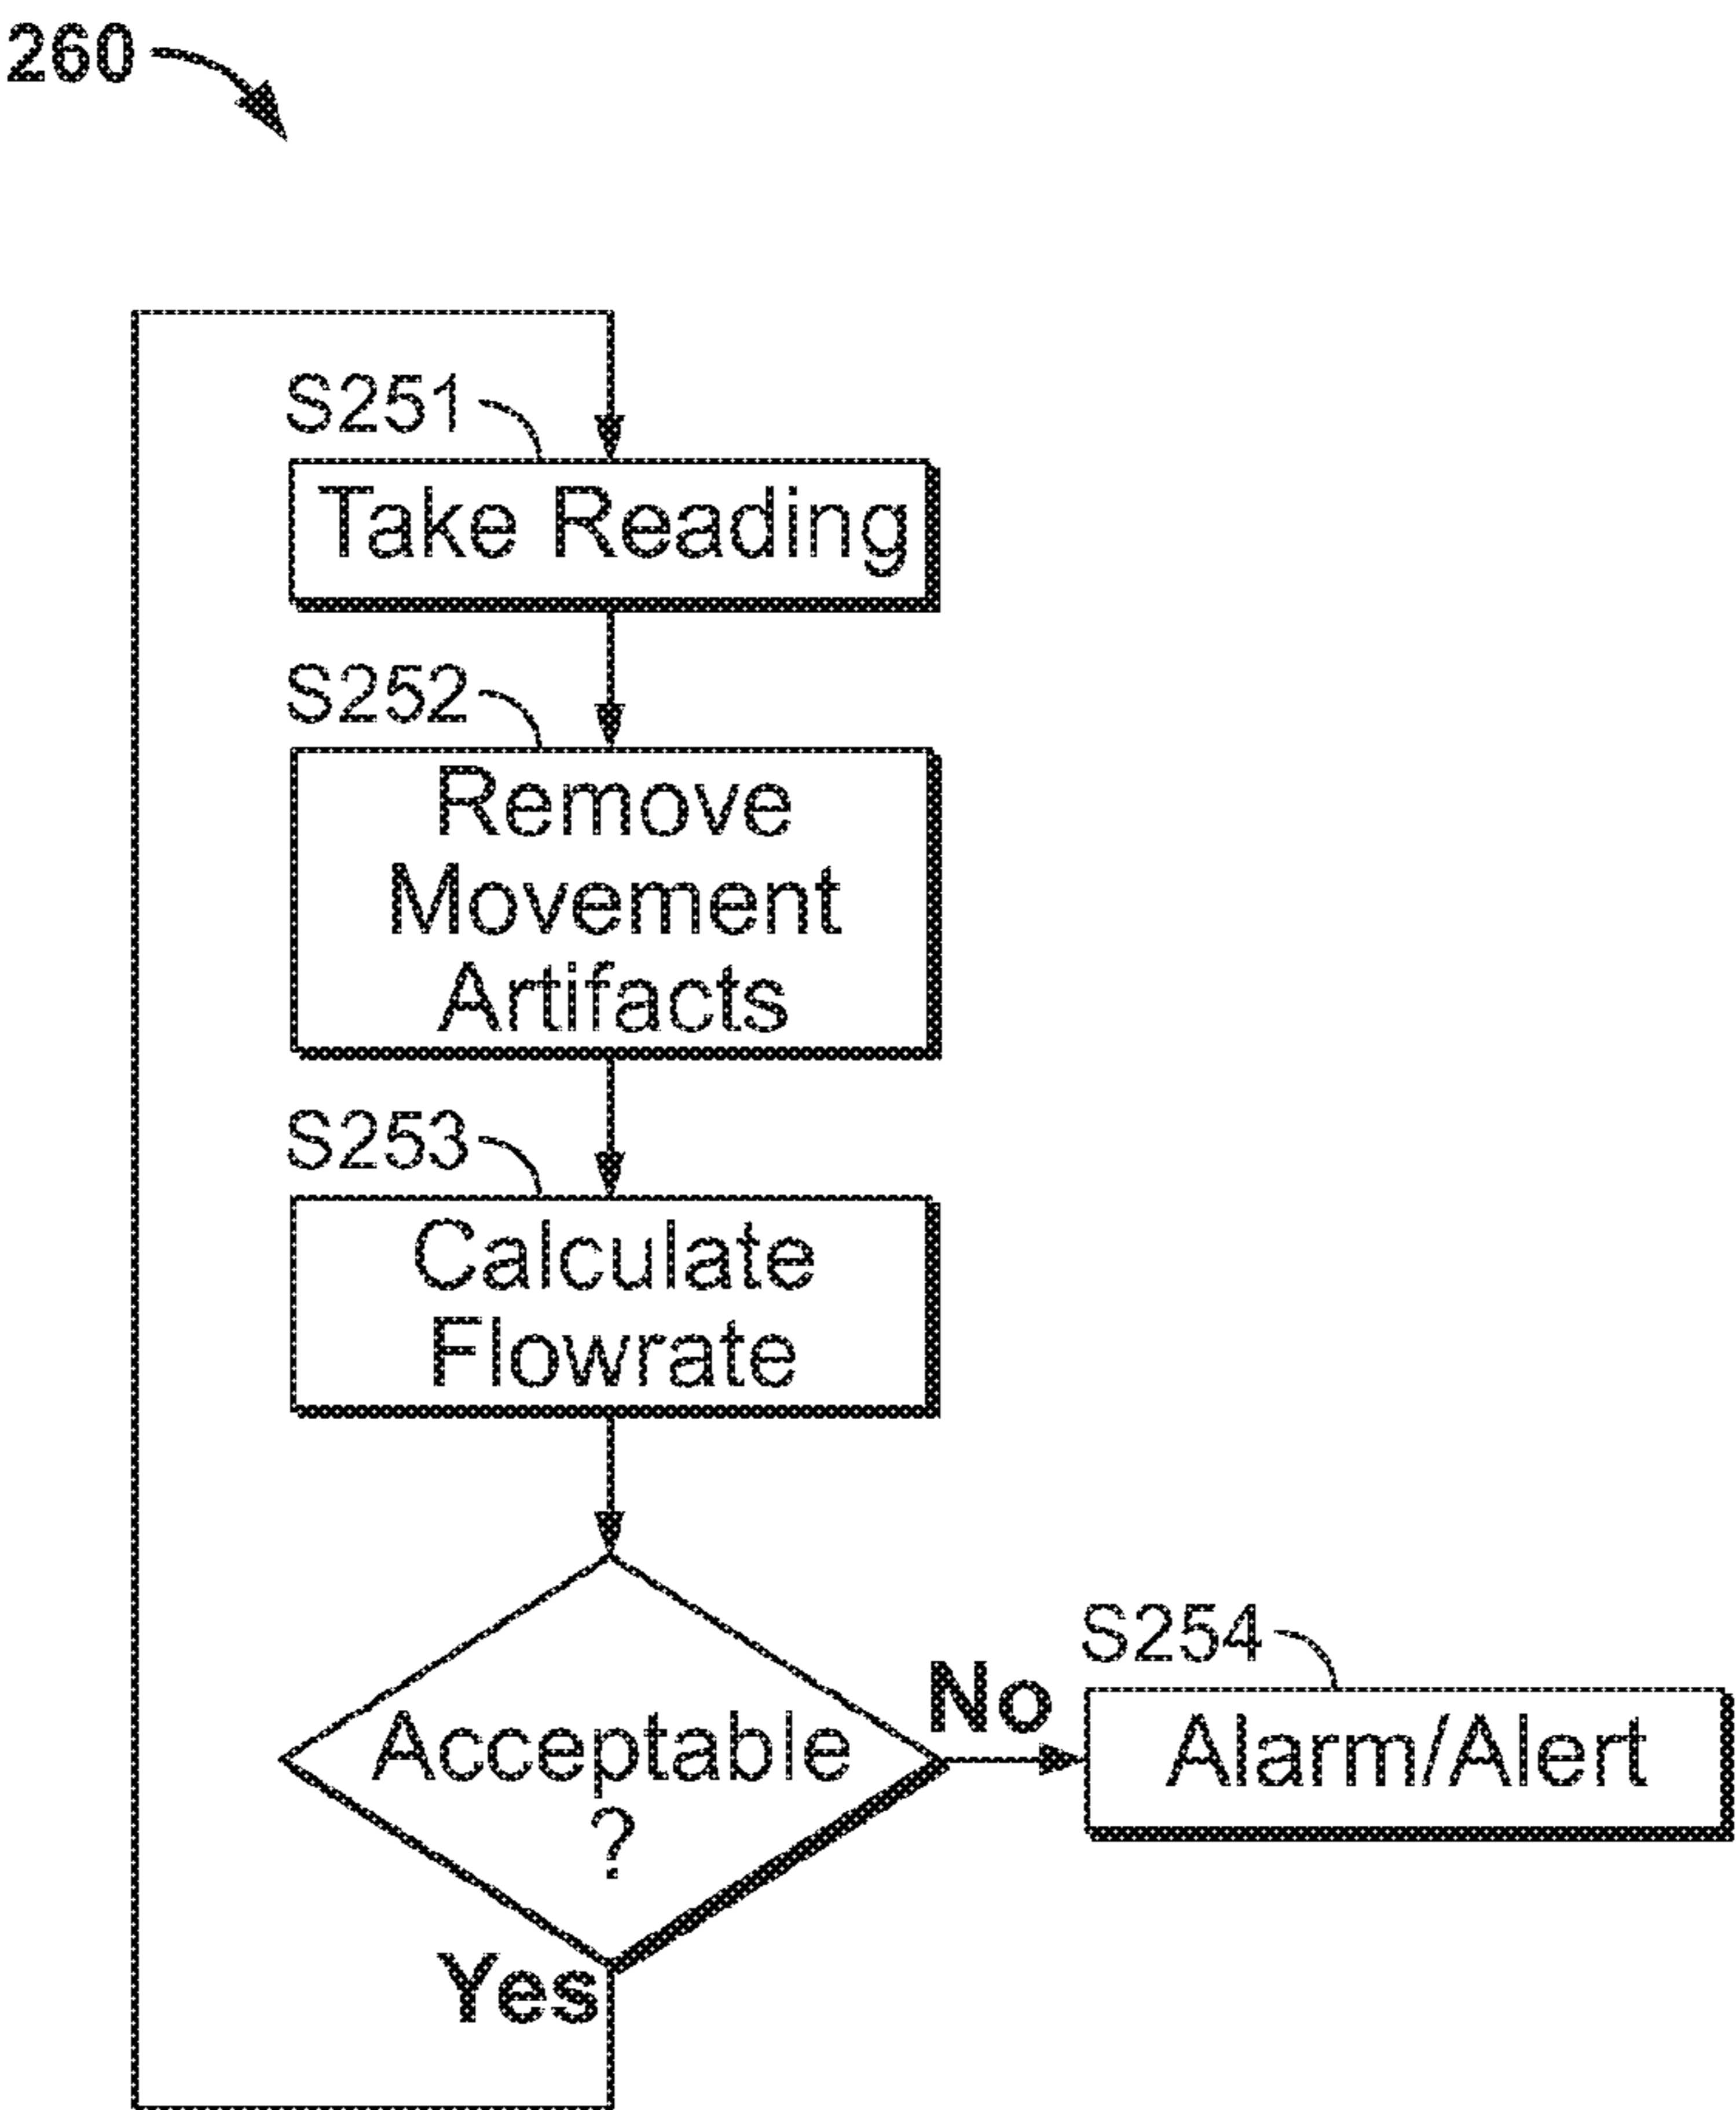 260
S251
Take Reading
S252
Remove
Movement
Artifacts
S253
Calculate
Flowrate
Acceptable
?
No
S254
Alarm/Alert
Yes